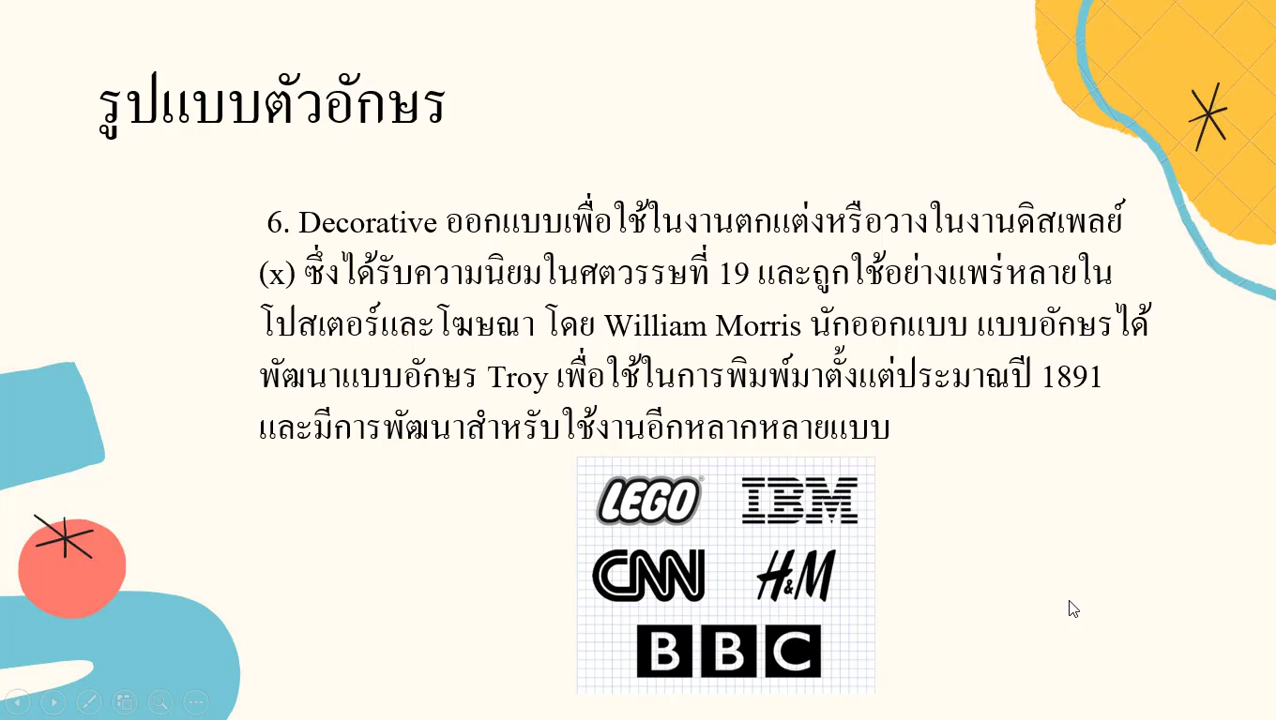 รูปแบบตัวอักษร
6. Decorative ออกแบบเพื่อใช้ในงานตกแต่งหรือวางในงานดิสเพลย์
(x) ซึ่งได้รับความนิยมในศตวรรษที่ 19 และถูกใช้อย่างแพร่หลายใน
โปสเตอร์และโฆษณา โดย William Morris นักออกแบบ แบบอักษรได้
พัฒนาแบบอักษร Troy เพื่อใช้ในการพิมพ์มาตั้งแต่ประมาณปี 1891
และมีการพัฒนาสำหรับใช้งานอีกหลากหลายแบบ
LEGO® IBM
CNN H&M
BBC